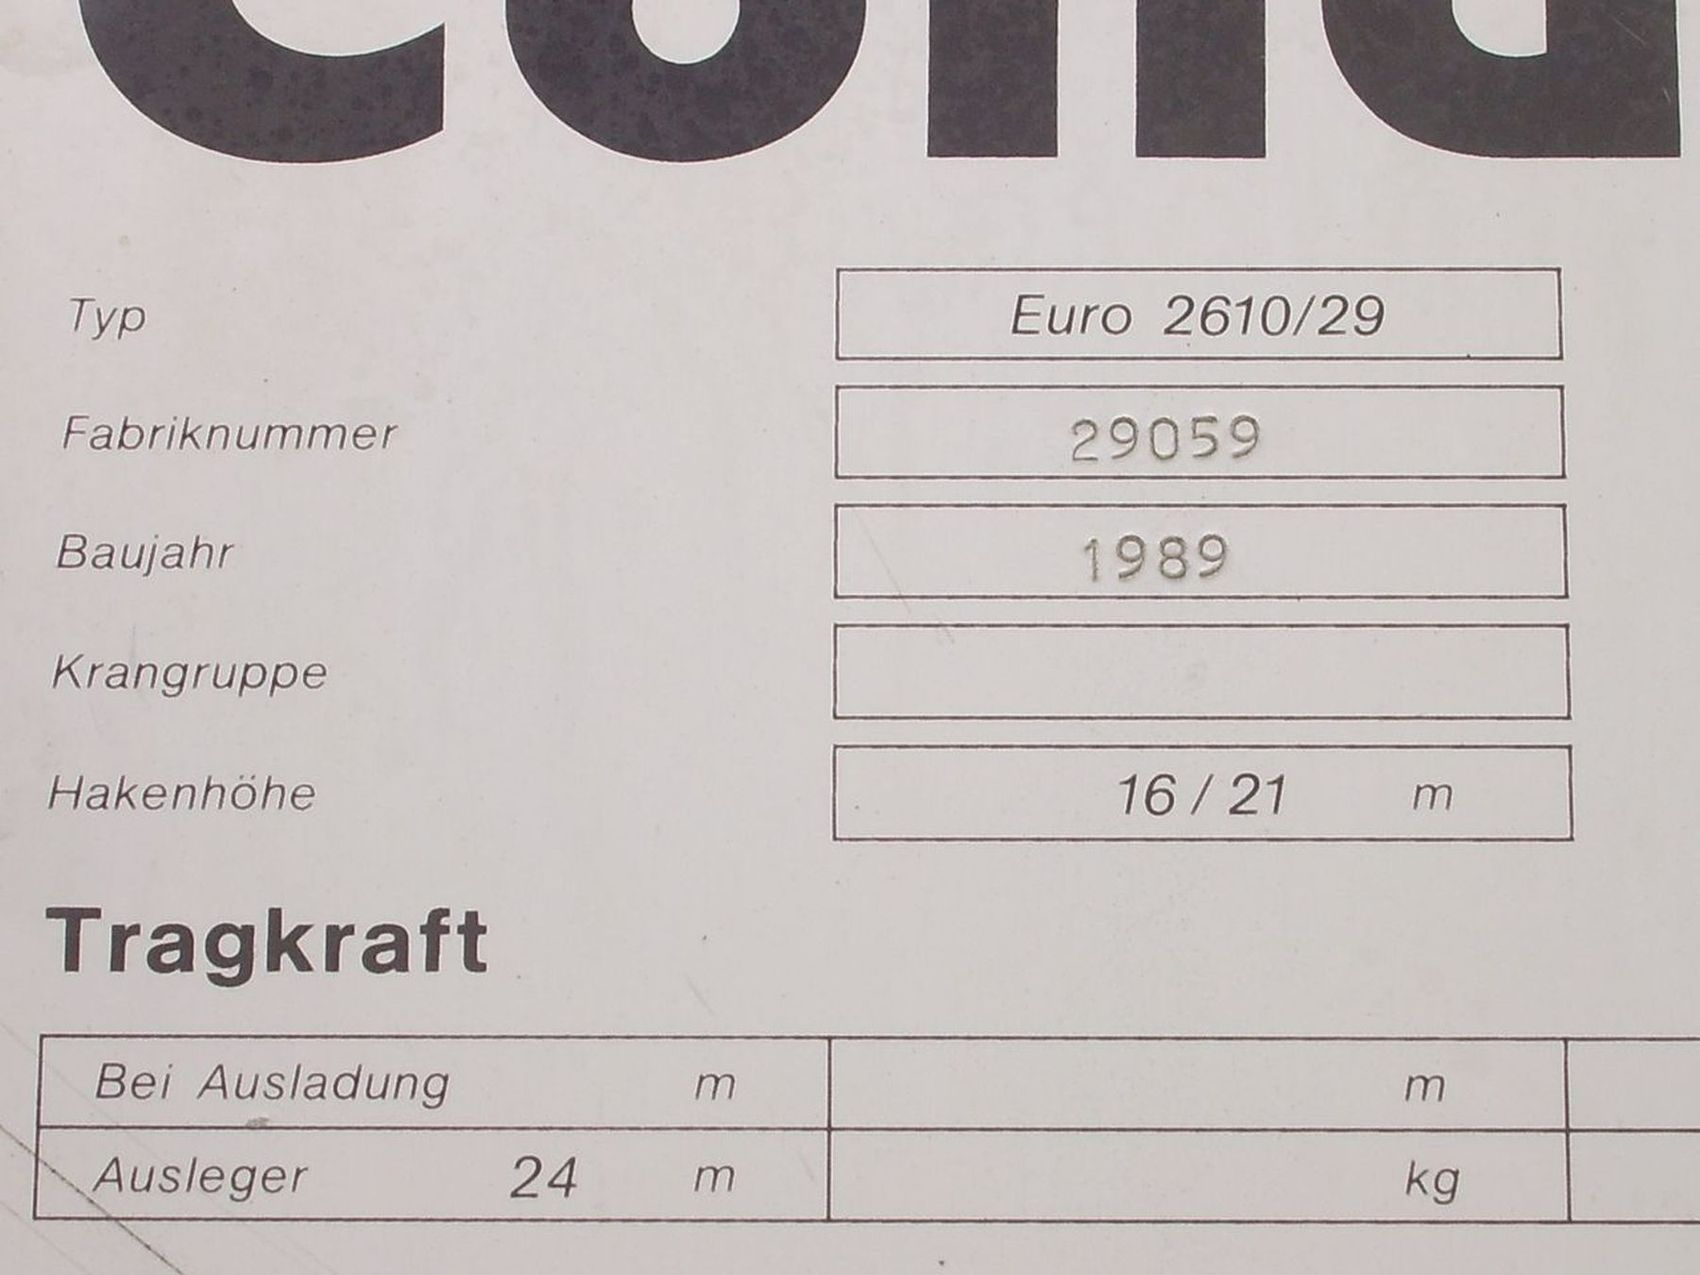 Typ Euro 2610/29
Fabriknummer 29059
Baujahr 1989
Krangruppe
Hakenhöhe 16 / 21 m
Tragkraft
Bei Ausladung m m
Ausleger 24 m kg